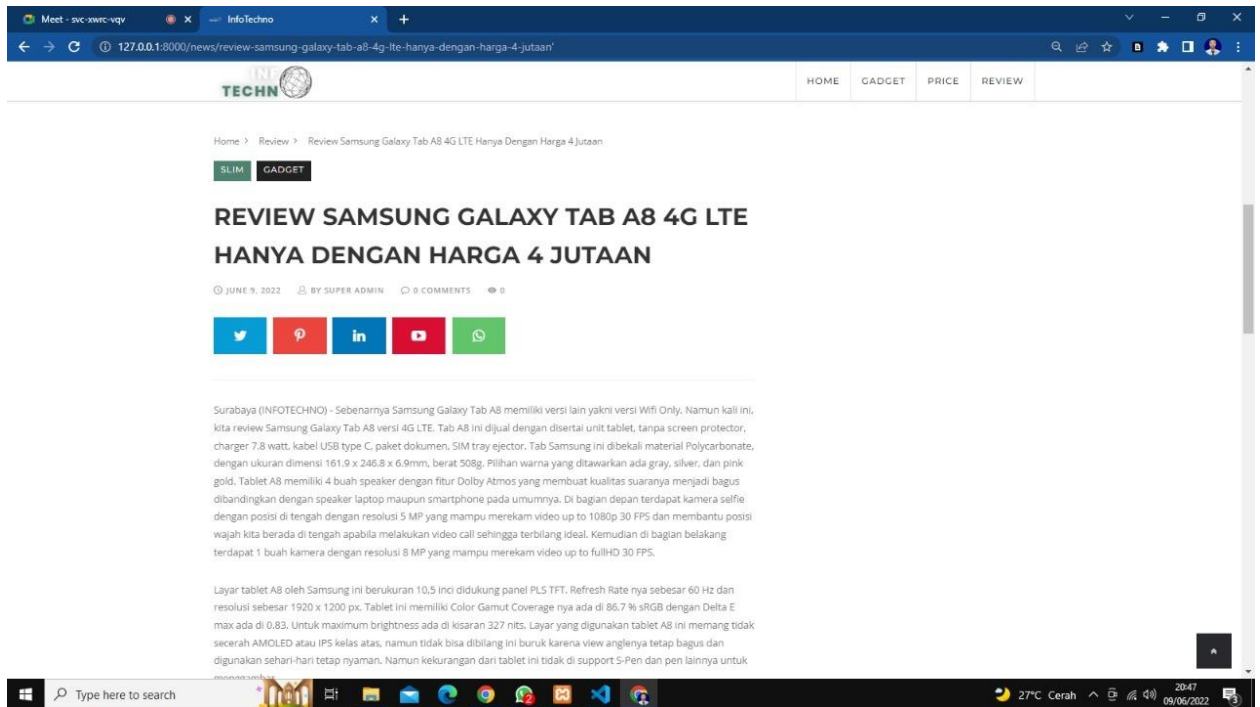 Meet - svc-xwrc-vqv
InfoTechno
127.0.0.1:8000/news/review-samsung-galaxy-tab-a8-4g-lte-hanya-dengan-harga-4-jutaan'
INF
TECHN
HOME GADGET PRICE REVIEW
Home > Review > Review Samsung Galaxy Tab A8 4G LTE Hanya Dengan Harga 4 Jutaan
SLIM GADGET
REVIEW SAMSUNG GALAXY TAB A8 4G LTE
HANYA DENGAN HARGA 4 JUTAAN
JUNE 9, 2022 BY SUPER ADMIN 0 COMMENTS 0
in
Surabaya (INFOTECHNO) - Sebenarnya Samsung Galaxy Tab A8 memiliki versi lain yakni versi Wifi Only. Namun kali ini,
kita review Samsung Galaxy Tab A8 versi 4G LTE. Tab A8 ini dijual dengan disertai unit tablet, tanpa screen protector,
charger 7.8 watt, kabel USB type C, paket dokumen, SIM tray ejector. Tab Samsung ini dibekali material Polycarbonate,
dengan ukuran dimensi 161.9 x 246.8 x 6.9mm, berat 508g. Pilihan warna yang ditawarkan ada gray, silver, dan pink
gold. Tablet A8 memiliki 4 buah speaker dengan fitur Dolby Atmos yang membuat kualitas suaranya menjadi bagus
dibandingkan dengan speaker laptop maupun smartphone pada umumnya. Di bagian depan terdapat kamera selfie
dengan posisi di tengah dengan resolusi 5 MP yang mampu merekam video up to 1080p 30 FPS dan membantu posisi
wajah kita berada di tengah apabila melakukan video call sehingga terbilang ideal. Kemudian di bagian belakang
terdapat 1 buah kamera dengan resolusi 8 MP yang mampu merekam video up to fullHD 30 FPS.
Layar tablet A8 oleh Samsung ini berukuran 10,5 inci didukung panel PLS TFT. Refresh Rate nya sebesar 60 Hz dan
resolusi sebesar 1920 x 1200 px. Tablet ini memiliki Color Gamut Coverage nya ada di 86.7 % sRGB dengan Delta E
max ada di 0.83. Untuk maximum brightness ada di kisaran 327 nits. Layar yang digunakan tablet A8 ini memang tidak
secerah AMOLED atau IPS kelas atas, namun tidak bisa dibilang ini buruk karena view anglenya tetap bagus dan
digunakan sehari-hari tetap nyaman. Namun kekurangan dari tablet ini tidak di support S-Pen dan pen lainnya untuk
menggambar
Type here to search
27°C Cerah
20:47
09/06/2022
3